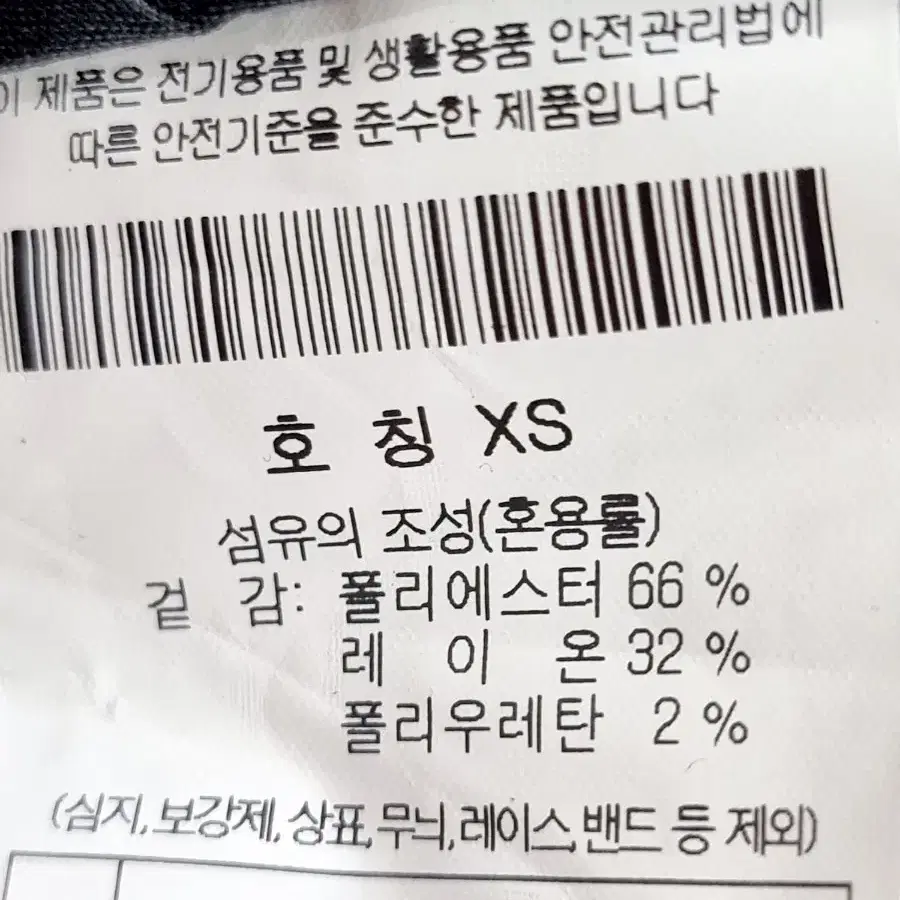 이 제품은 전기용품 및 생활용품 안전관리법에
따른 안전기준을 준수한 제품입니다
호 칭 XS
섬유의 조성(혼용률)
겉 감: 폴리에스터 66 %
레 이 온 32 %
폴리우레탄 2 %
(심지,보강제,상표,무늬,레이스,밴드 등 제외)